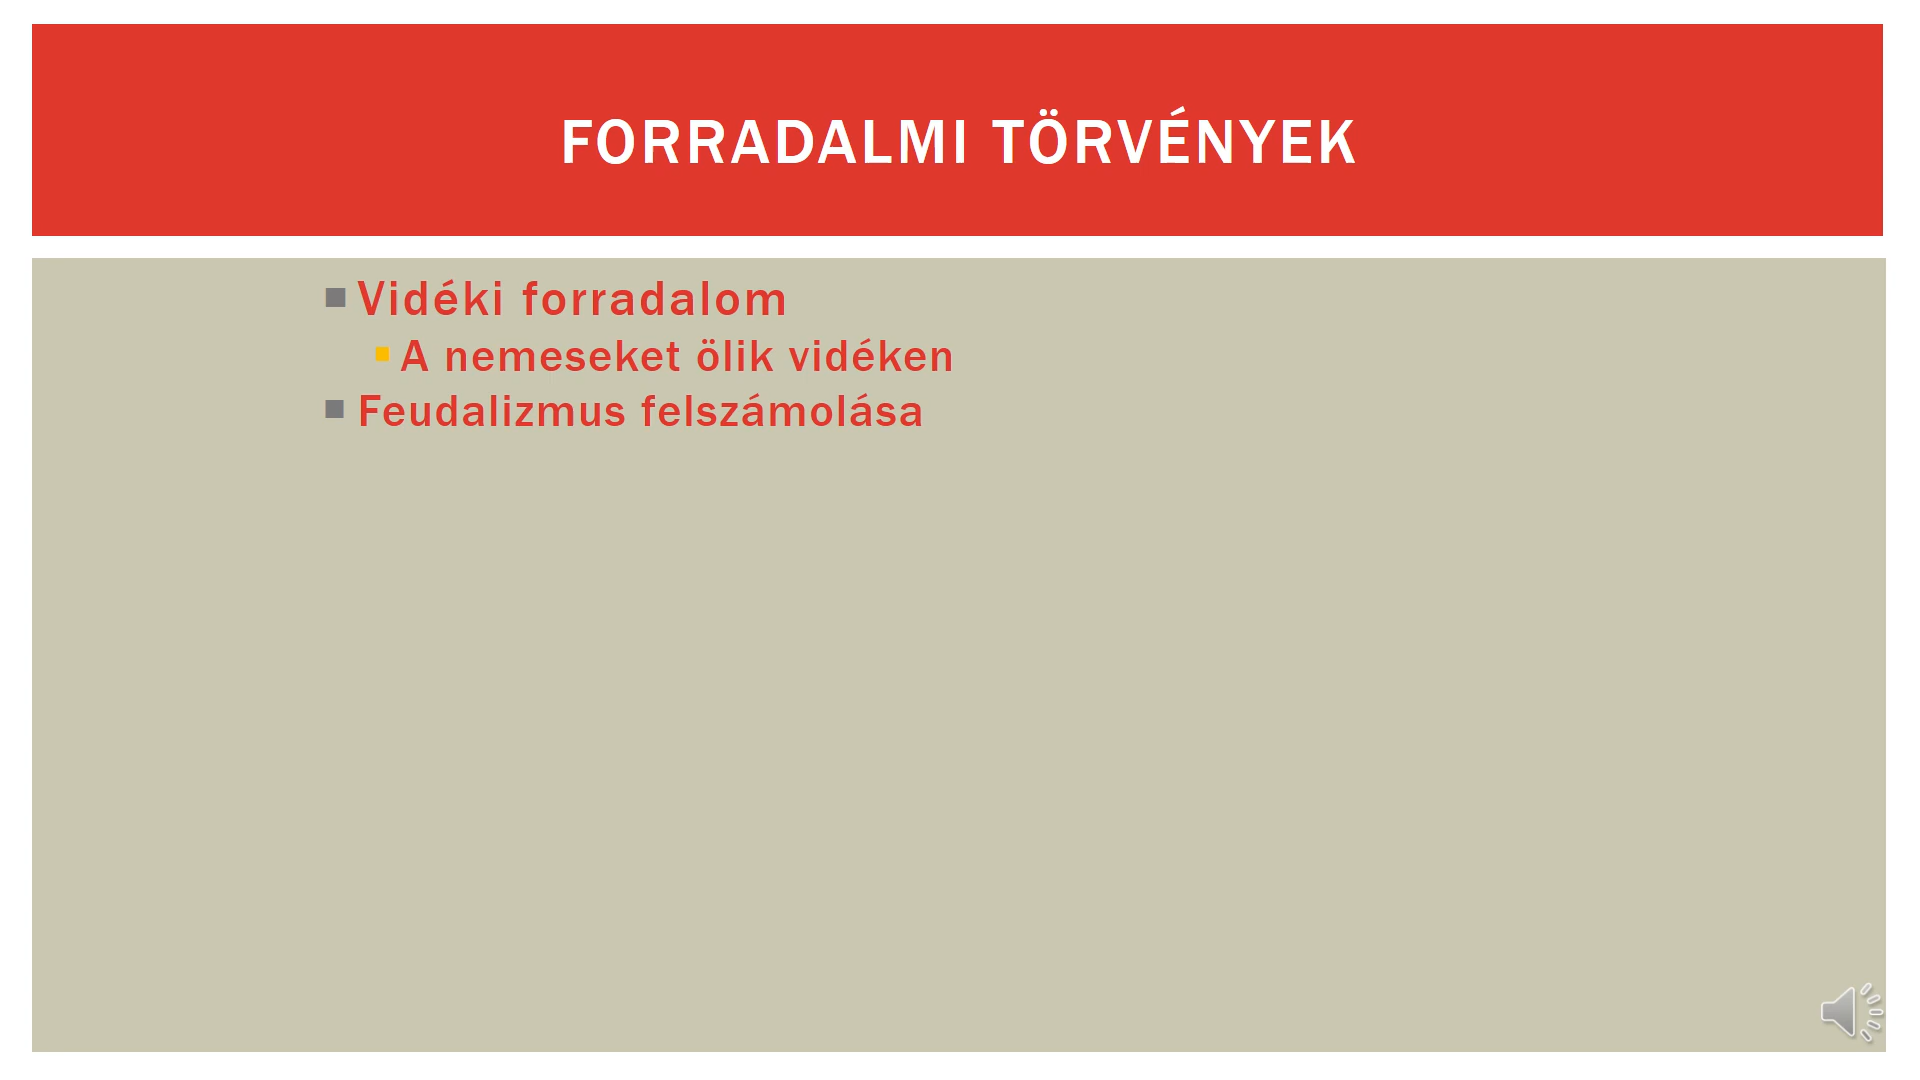 FORRADALMI TÖRVÉNYEK
Vidéki forradalom
A nemeseket ölik vidéken
Feudalizmus felszámolása